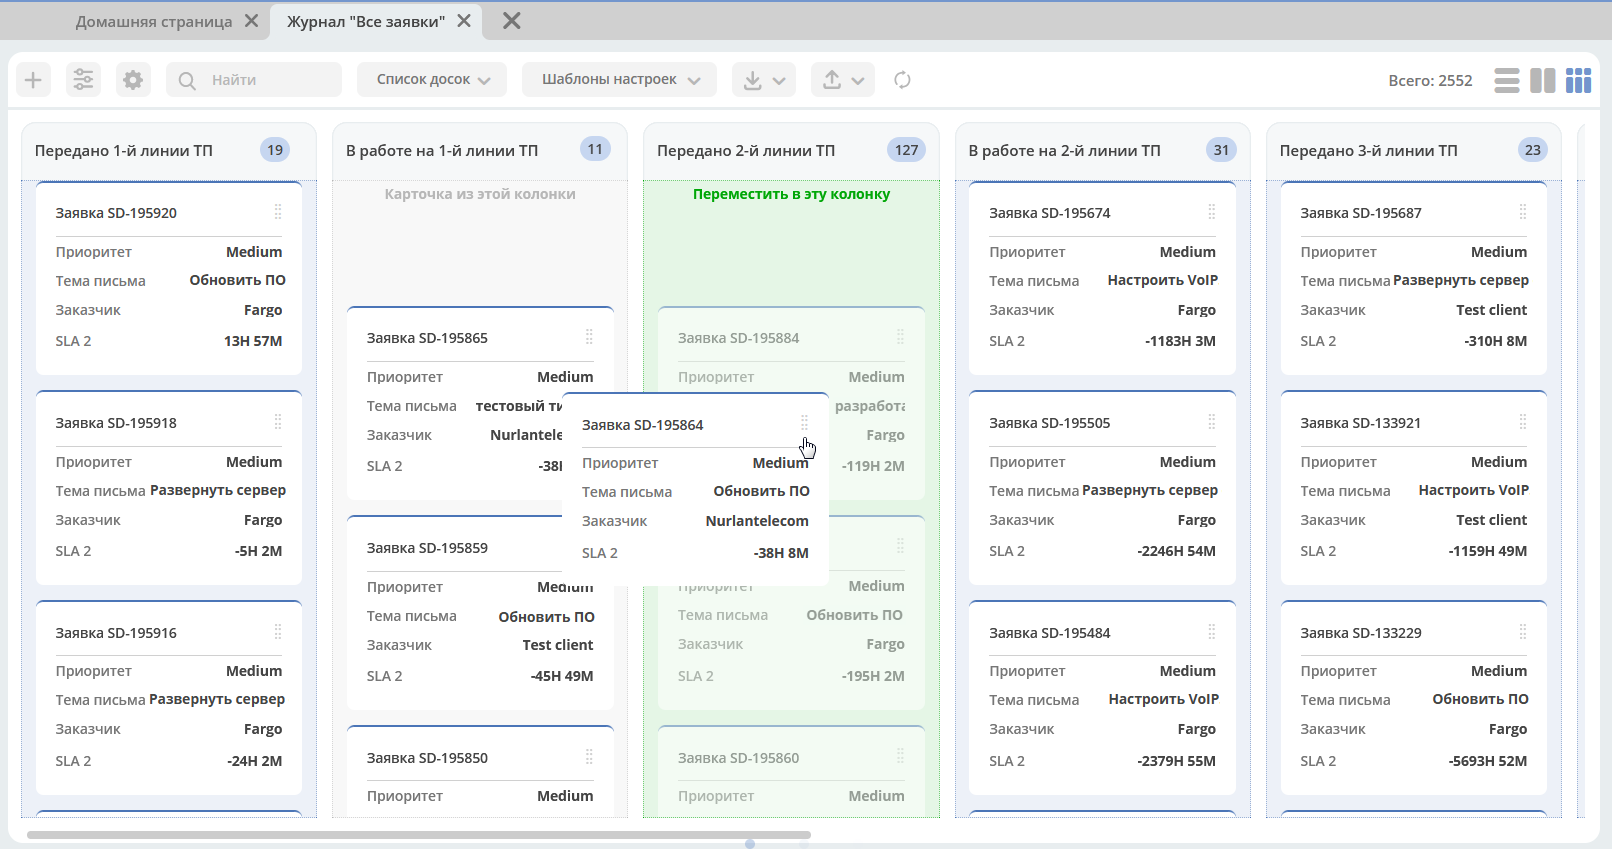 Домашняя страница
Журнал "Все заявки"
Найти
Список досок
Шаблоны настроек
Всего: 2552
Передано 1-й линии ТП 19
Заявка SD-195920
Приоритет Medium
Тема письма Обновить ПО
Заказчик Fargo
SLA 2 13H 57M
Заявка SD-195918
Приоритет Medium
Тема письма Развернуть сервер
Заказчик Fargo
SLA 2 -5H 2M
Заявка SD-195916
Приоритет Medium
Тема письма Развернуть сервер
Заказчик Fargo
SLA 2 -24H 2M
В работе на 1-й линии ТП 11
Карточка из этой колонки
Заявка SD-195865
Приоритет Medium
Тема письма тестовый
Заказчик Nurlantele
SLA 2 -38
Заявка SD-195859
Приоритет Medium
Тема письма Обновить ПО
Заказчик Test client
SLA 2 -45H 49M
Заявка SD-195850
Приоритет Medium
Заявка SD-195864
Приоритет Medium
Тема письма Обновить ПО
Заказчик Nurlantelecom
SLA 2 -38H 8M
Передано 2-й линии ТП 127
Переместить в эту колонку
Заявка SD-195884
Приоритет Medium
разработа
Fargo
-119H 2M
Приоритет Medium
Тема письма Обновить ПО
Заказчик Fargo
SLA 2 -195H 2M
Заявка SD-195860
Приоритет Medium
В работе на 2-й линии ТП 31
Заявка SD-195674
Приоритет Medium
Тема письма Настроить VoIP
Заказчик Fargo
SLA 2 -1183H 3M
Заявка SD-195505
Приоритет Medium
Тема письма Развернуть сервер
Заказчик Fargo
SLA 2 -2246H 54M
Заявка SD-195484
Приоритет Medium
Тема письма Настроить VoIP
Заказчик Fargo
SLA 2 -2379H 55M
Передано 3-й линии ТП 23
Заявка SD-195687
Приоритет Medium
Тема письма Развернуть сервер
Заказчик Test client
SLA 2 -310H 8M
Заявка SD-133921
Приоритет Medium
Тема письма Настроить VoIP
Заказчик Test client
SLA 2 -1159H 49M
Заявка SD-133229
Приоритет Medium
Тема письма Обновить ПО
Заказчик Fargo
SLA 2 -5693H 52M